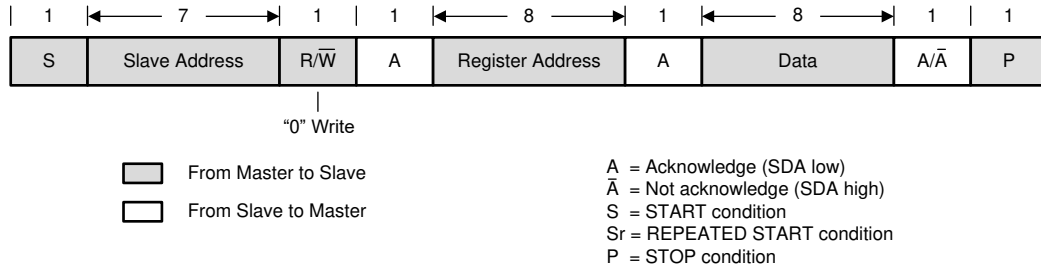 1 7 1 1 8 1 8 1 1
S Slave Address R/W̅ A Register Address A Data A/A̅ P
“0” Write
From Master to Slave
From Slave to Master
A = Acknowledge (SDA low)
A̅ = Not acknowledge (SDA high)
S = START condition
Sr = REPEATED START condition
P = STOP condition